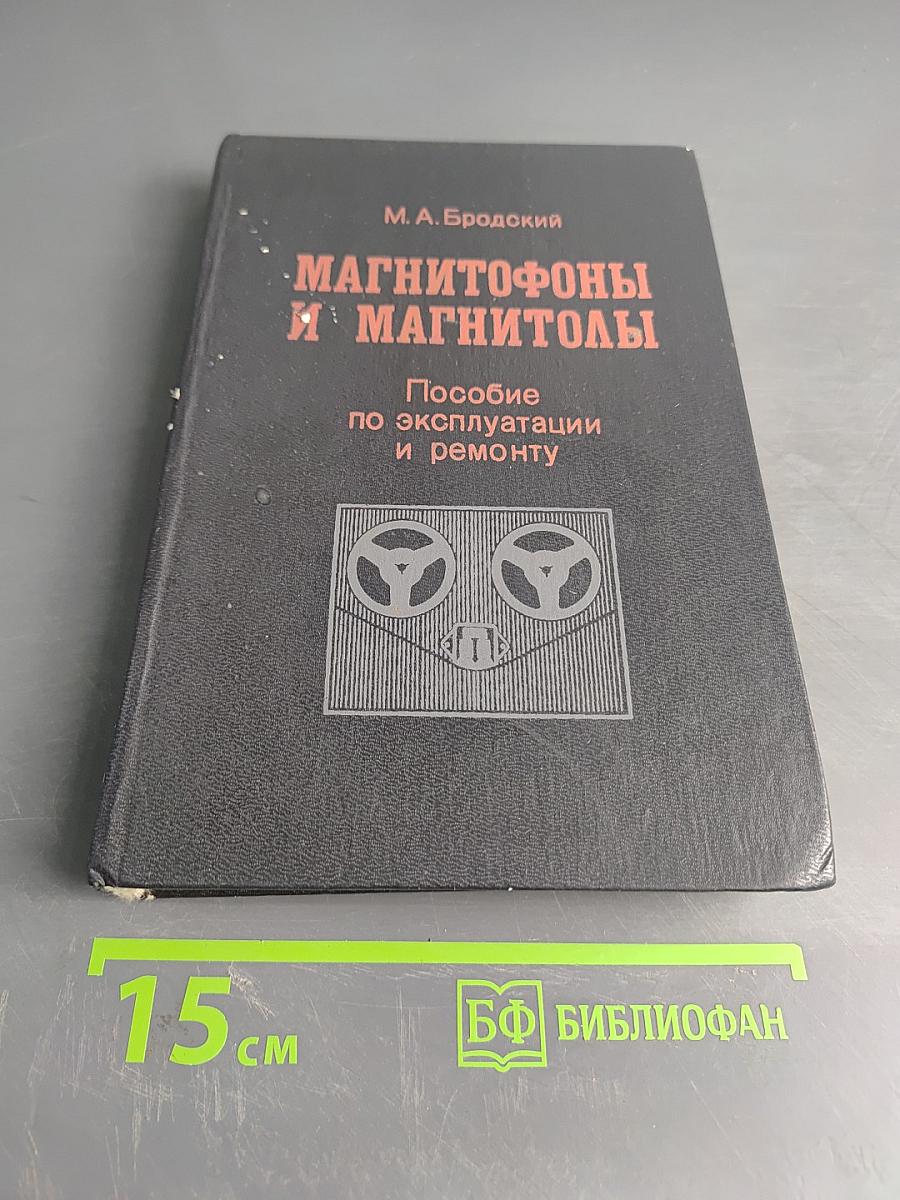 М. А. Бродский
МАГНИТОФОНЫ
И МАГНИТОЛЫ
Пособие
по эксплуатации
и ремонту
15 см
БФ БИБЛИОФАН